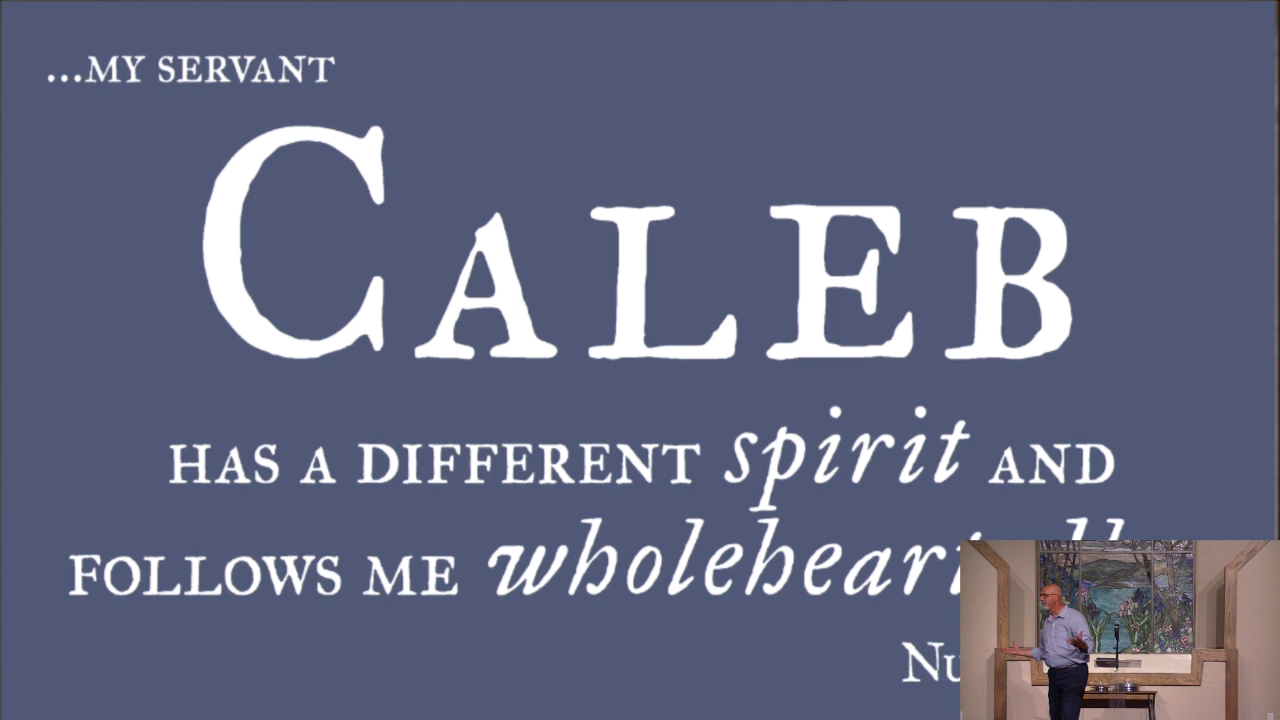 ...MY SERVANT
CALEB
HAS A DIFFERENT spirit AND
FOLLOWS ME